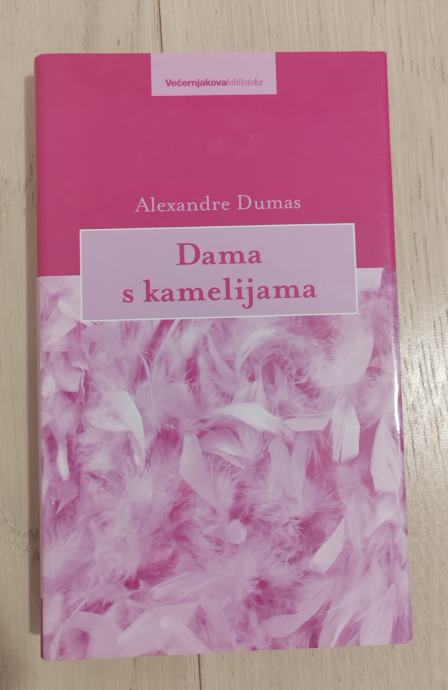 Večernjakovabiblioteka
Alexandre Dumas
Dama
s kamelijama